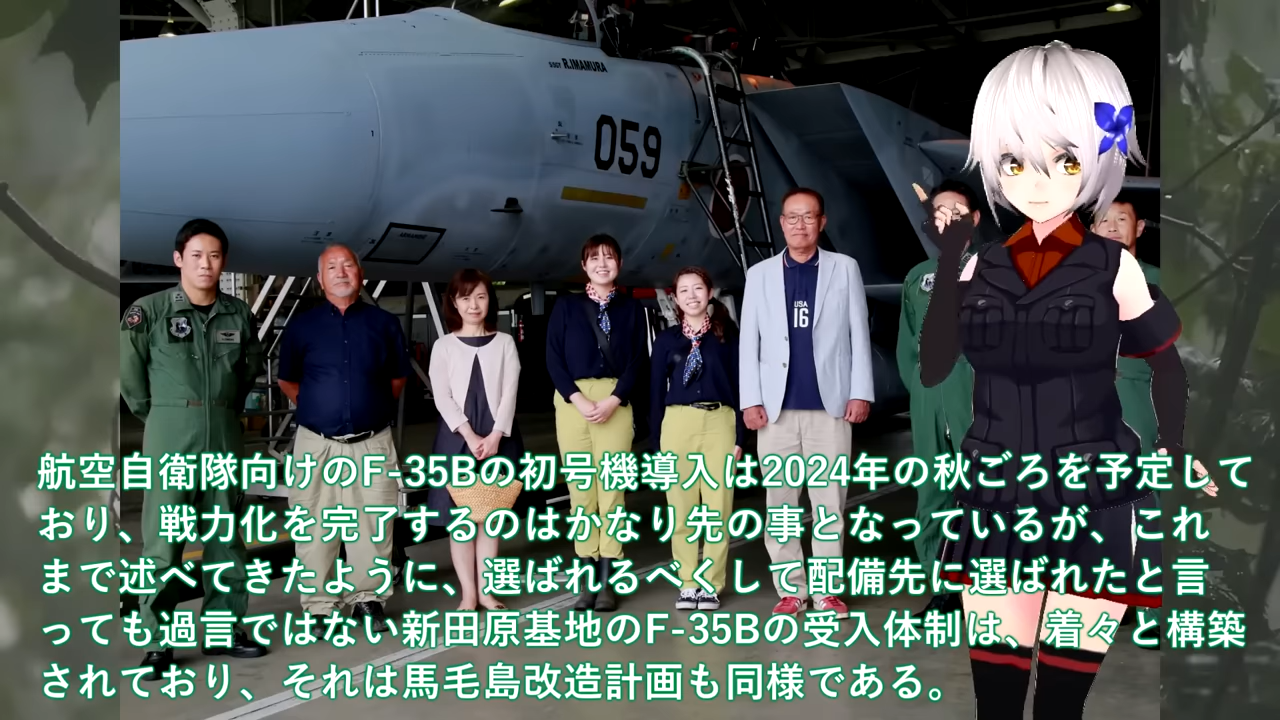 SSGT R.IMAMURA
059
USA
16
航空自衛隊向けのF-35Bの初号機導入は2024年の秋ごろを予定して
おり、戦力化を完了するのはかなり先の事となっているが、これ
まで述べてきたように、選ばれるべくして配備先に選ばれたと言
っても過言ではない新田原基地のF-35Bの受入体制は、着々と構築
されており、それは馬毛島改造計画も同様である。